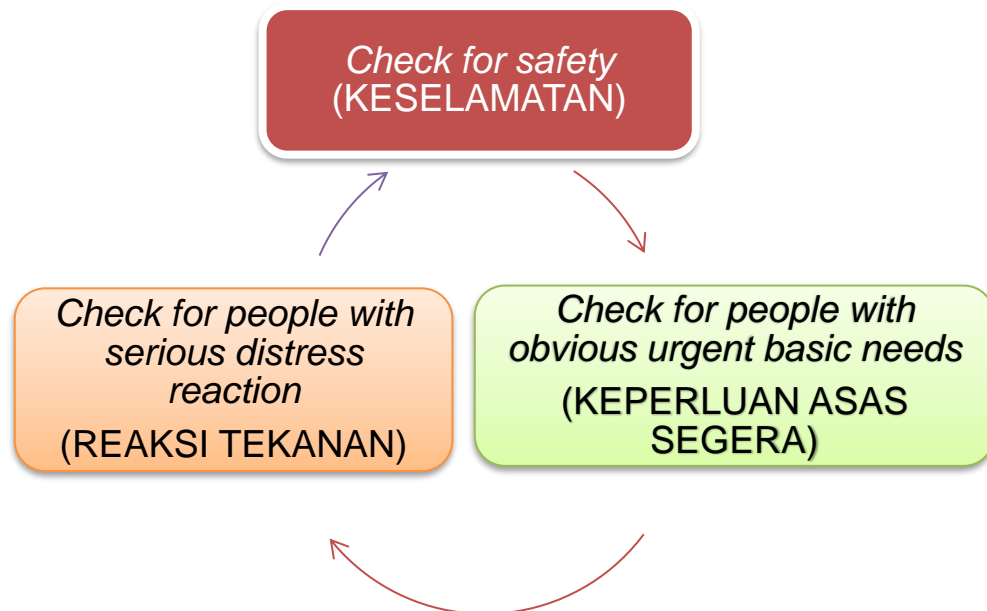 Check for safety
(KESELAMATAN)
Check for people with
serious distress
reaction
(REAKSI TEKANAN)
Check for people with
obvious urgent basic needs
(KEPERLUAN ASAS
SEGERA)